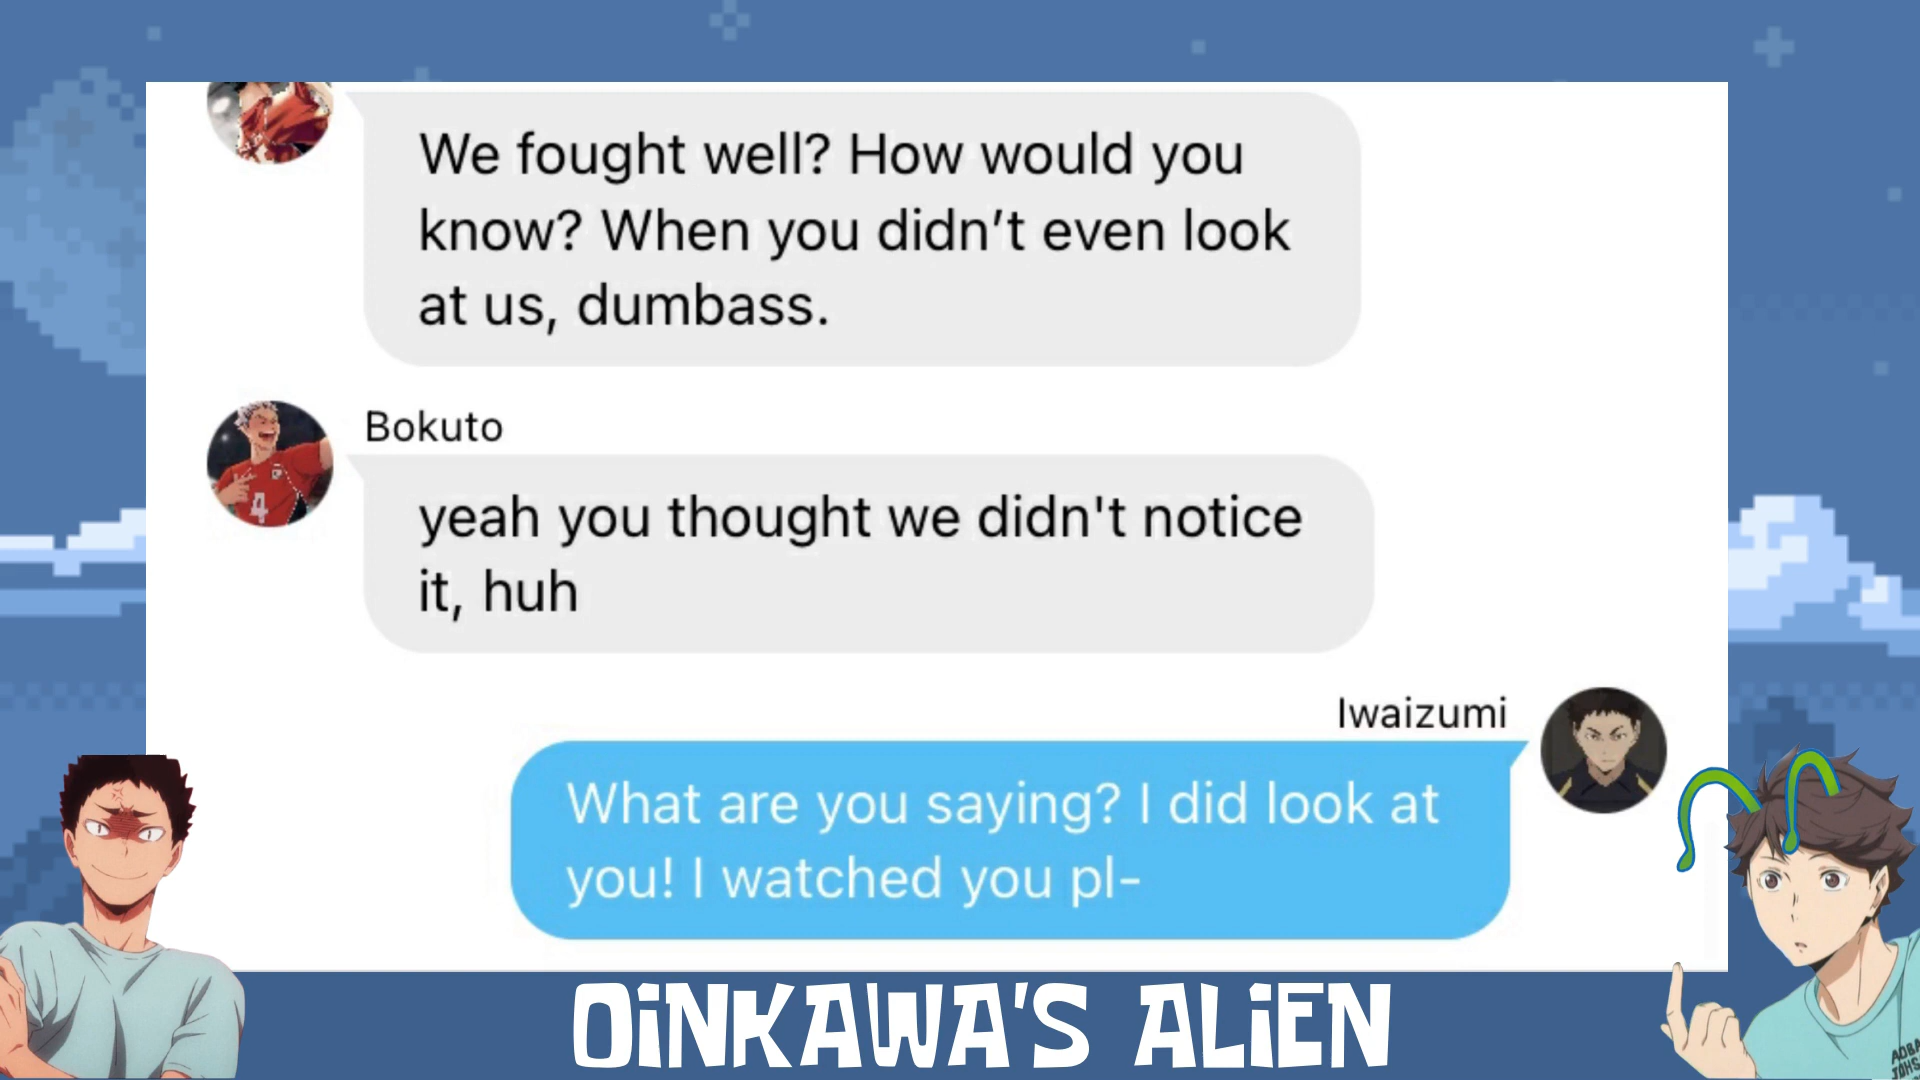 We fought well? How would you
know? When you didn’t even look
at us, dumbass.
Bokuto
yeah you thought we didn't notice
it, huh
Iwaizumi
What are you saying? I did look at
you! I watched you pl-
OiNKAWA'S ALiEN
4